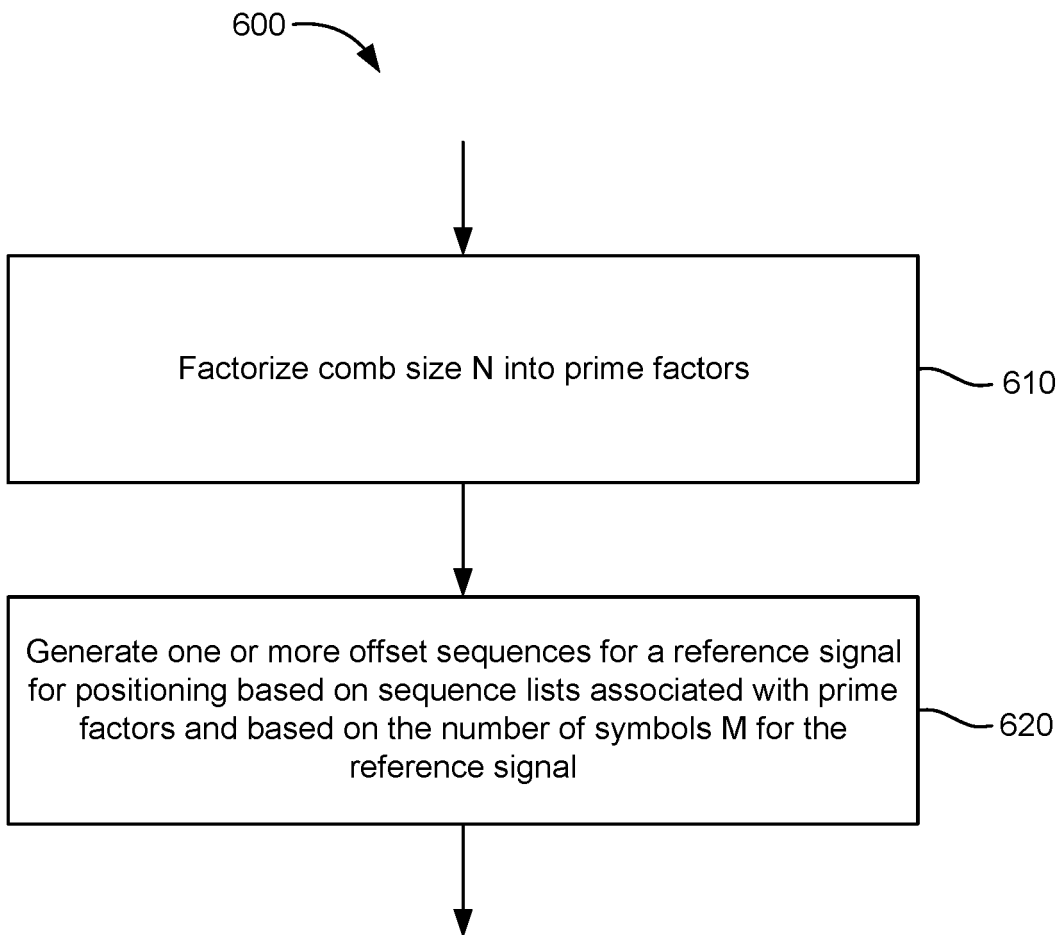 600
Factorize comb size N into prime factors
610
Generate one or more offset sequences for a reference signal
for positioning based on sequence lists associated with prime
factors and based on the number of symbols M for the
reference signal
620